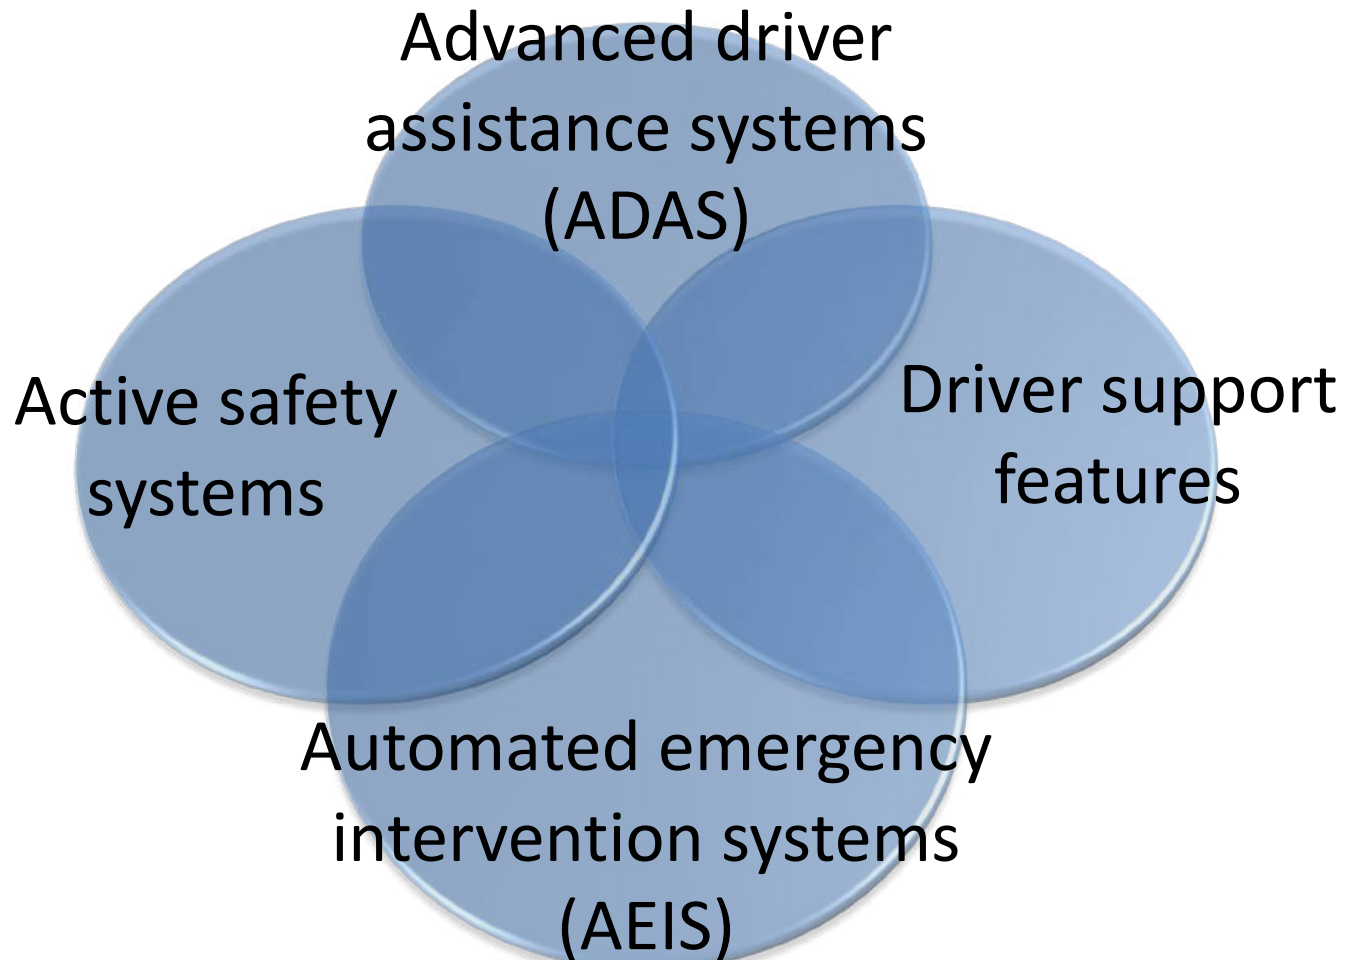 Advanced driver
assistance systems
(ADAS)
Active safety
systems
Driver support
features
Automated emergency
intervention systems
(AEIS)